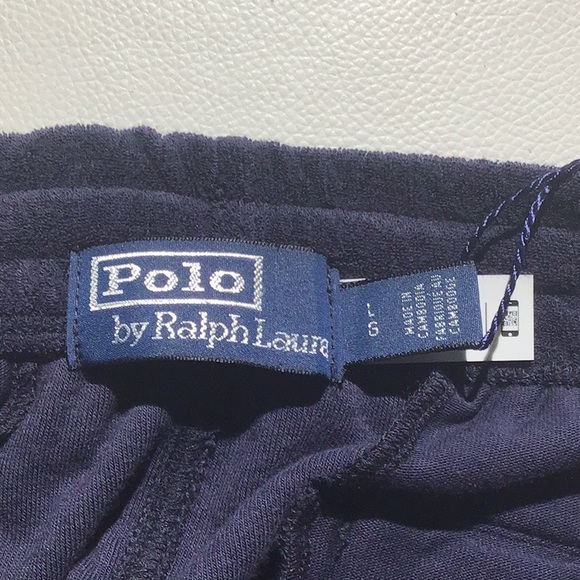 Polo
by Ralph Laure
L
G
MADE IN
CAMBODIA
FABRIQUE AU
CAMBODGE